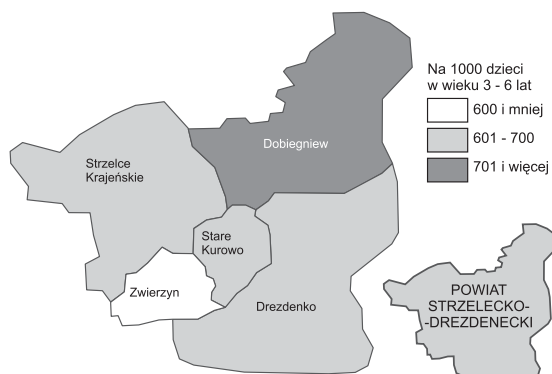 Na 1000 dzieci
w wieku 3 - 6 lat
600 i mniej
601 - 700
701 i więcej
Dobiegniew
Strzelce
Krajeńskie
Stare
Kurowo
Zwierzyn
Drezdenko
POWIAT
STRZELECKO-
-DREZDENECKI